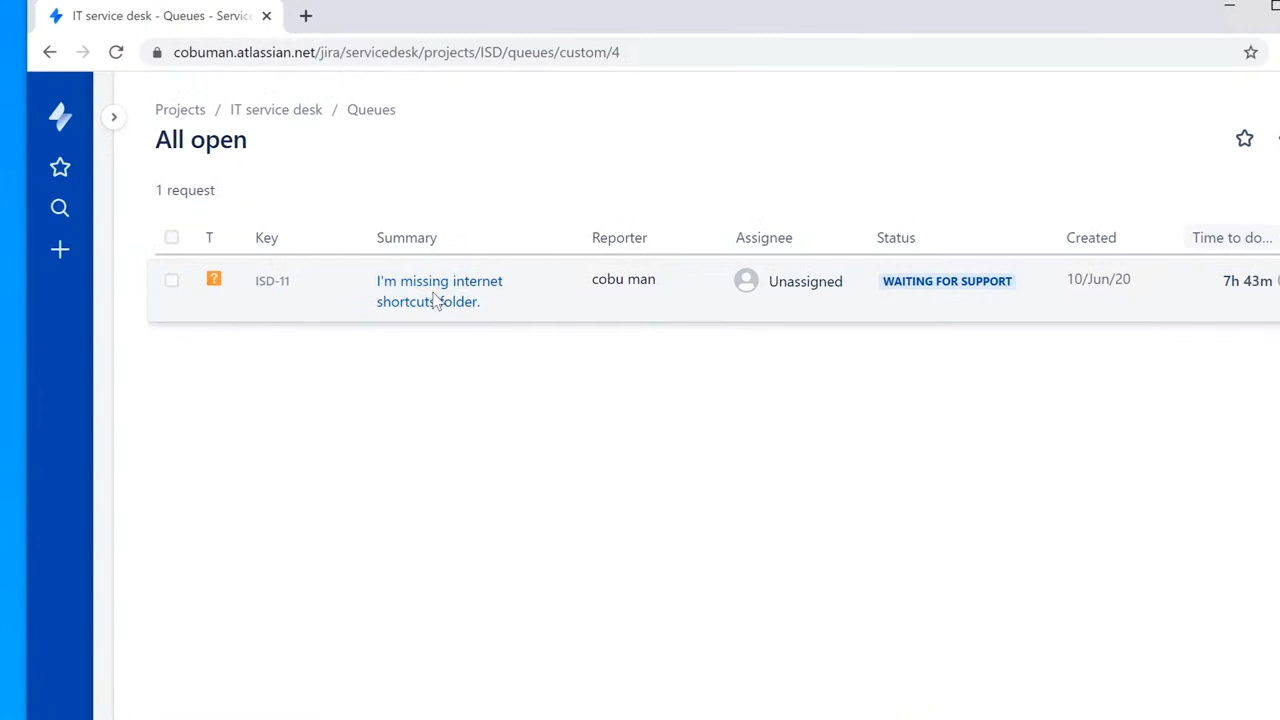 IT service desk - Queues - Servic
cobuman.atlassian.net/jira/servicedesk/projects/ISD/queues/custom/4
Projects / IT service desk / Queues
All open
1 request
T Key Summary Reporter Assignee Status Created Time to do...
? ISD-11 I'm missing internet cobu man Unassigned WAITING FOR SUPPORT 10/Jun/20 7h 43m
shortcuts folder.